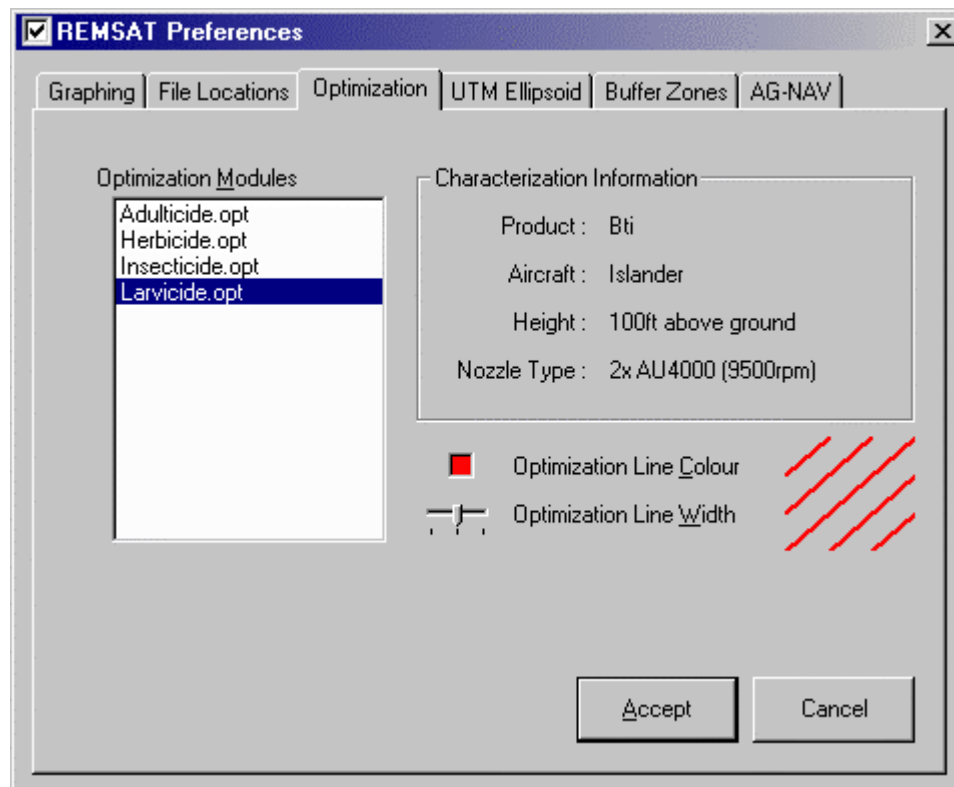 REMSAT Preferences
Graphing File Locations Optimization UTM Ellipsoid Buffer Zones AG-NAV
Optimization Modules
Adulticide.opt
Herbicide.opt
Insecticide.opt
Larvicide.opt
Characterization Information
Product : Bti
Aircraft : Islander
Height : 100ft above ground
Nozzle Type : 2x AU4000 (9500rpm)
Optimization Line Colour
Optimization Line Width
Accept Cancel